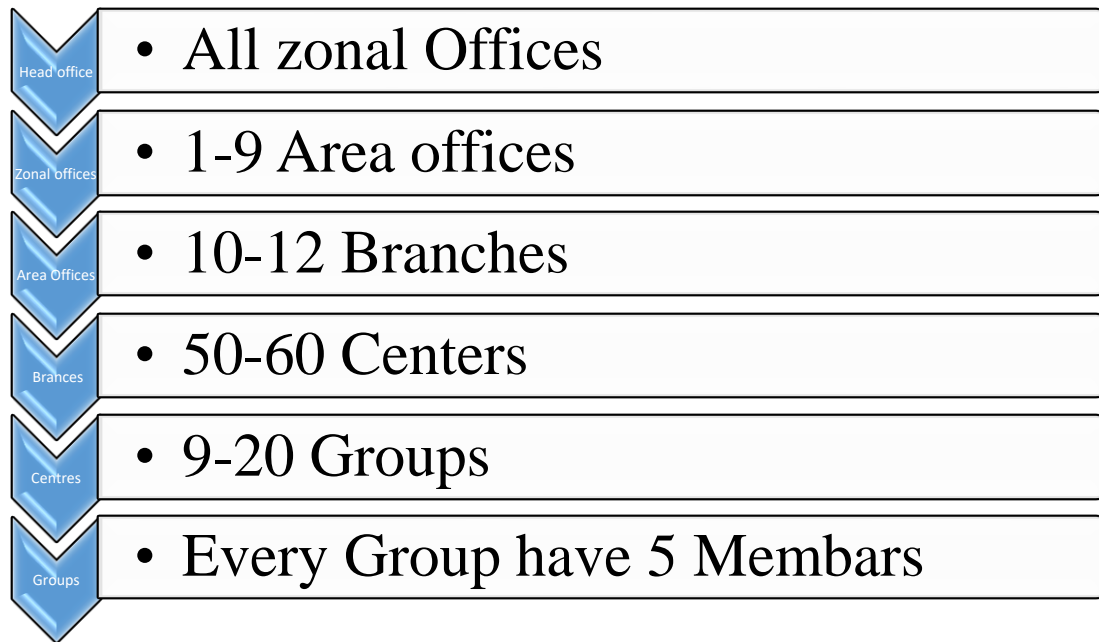 Head office
• All zonal Offices
Zonal offices
• 1-9 Area offices
Area Offices
• 10-12 Branches
Brances
• 50-60 Centers
Centres
• 9-20 Groups
Groups
• Every Group have 5 Membars